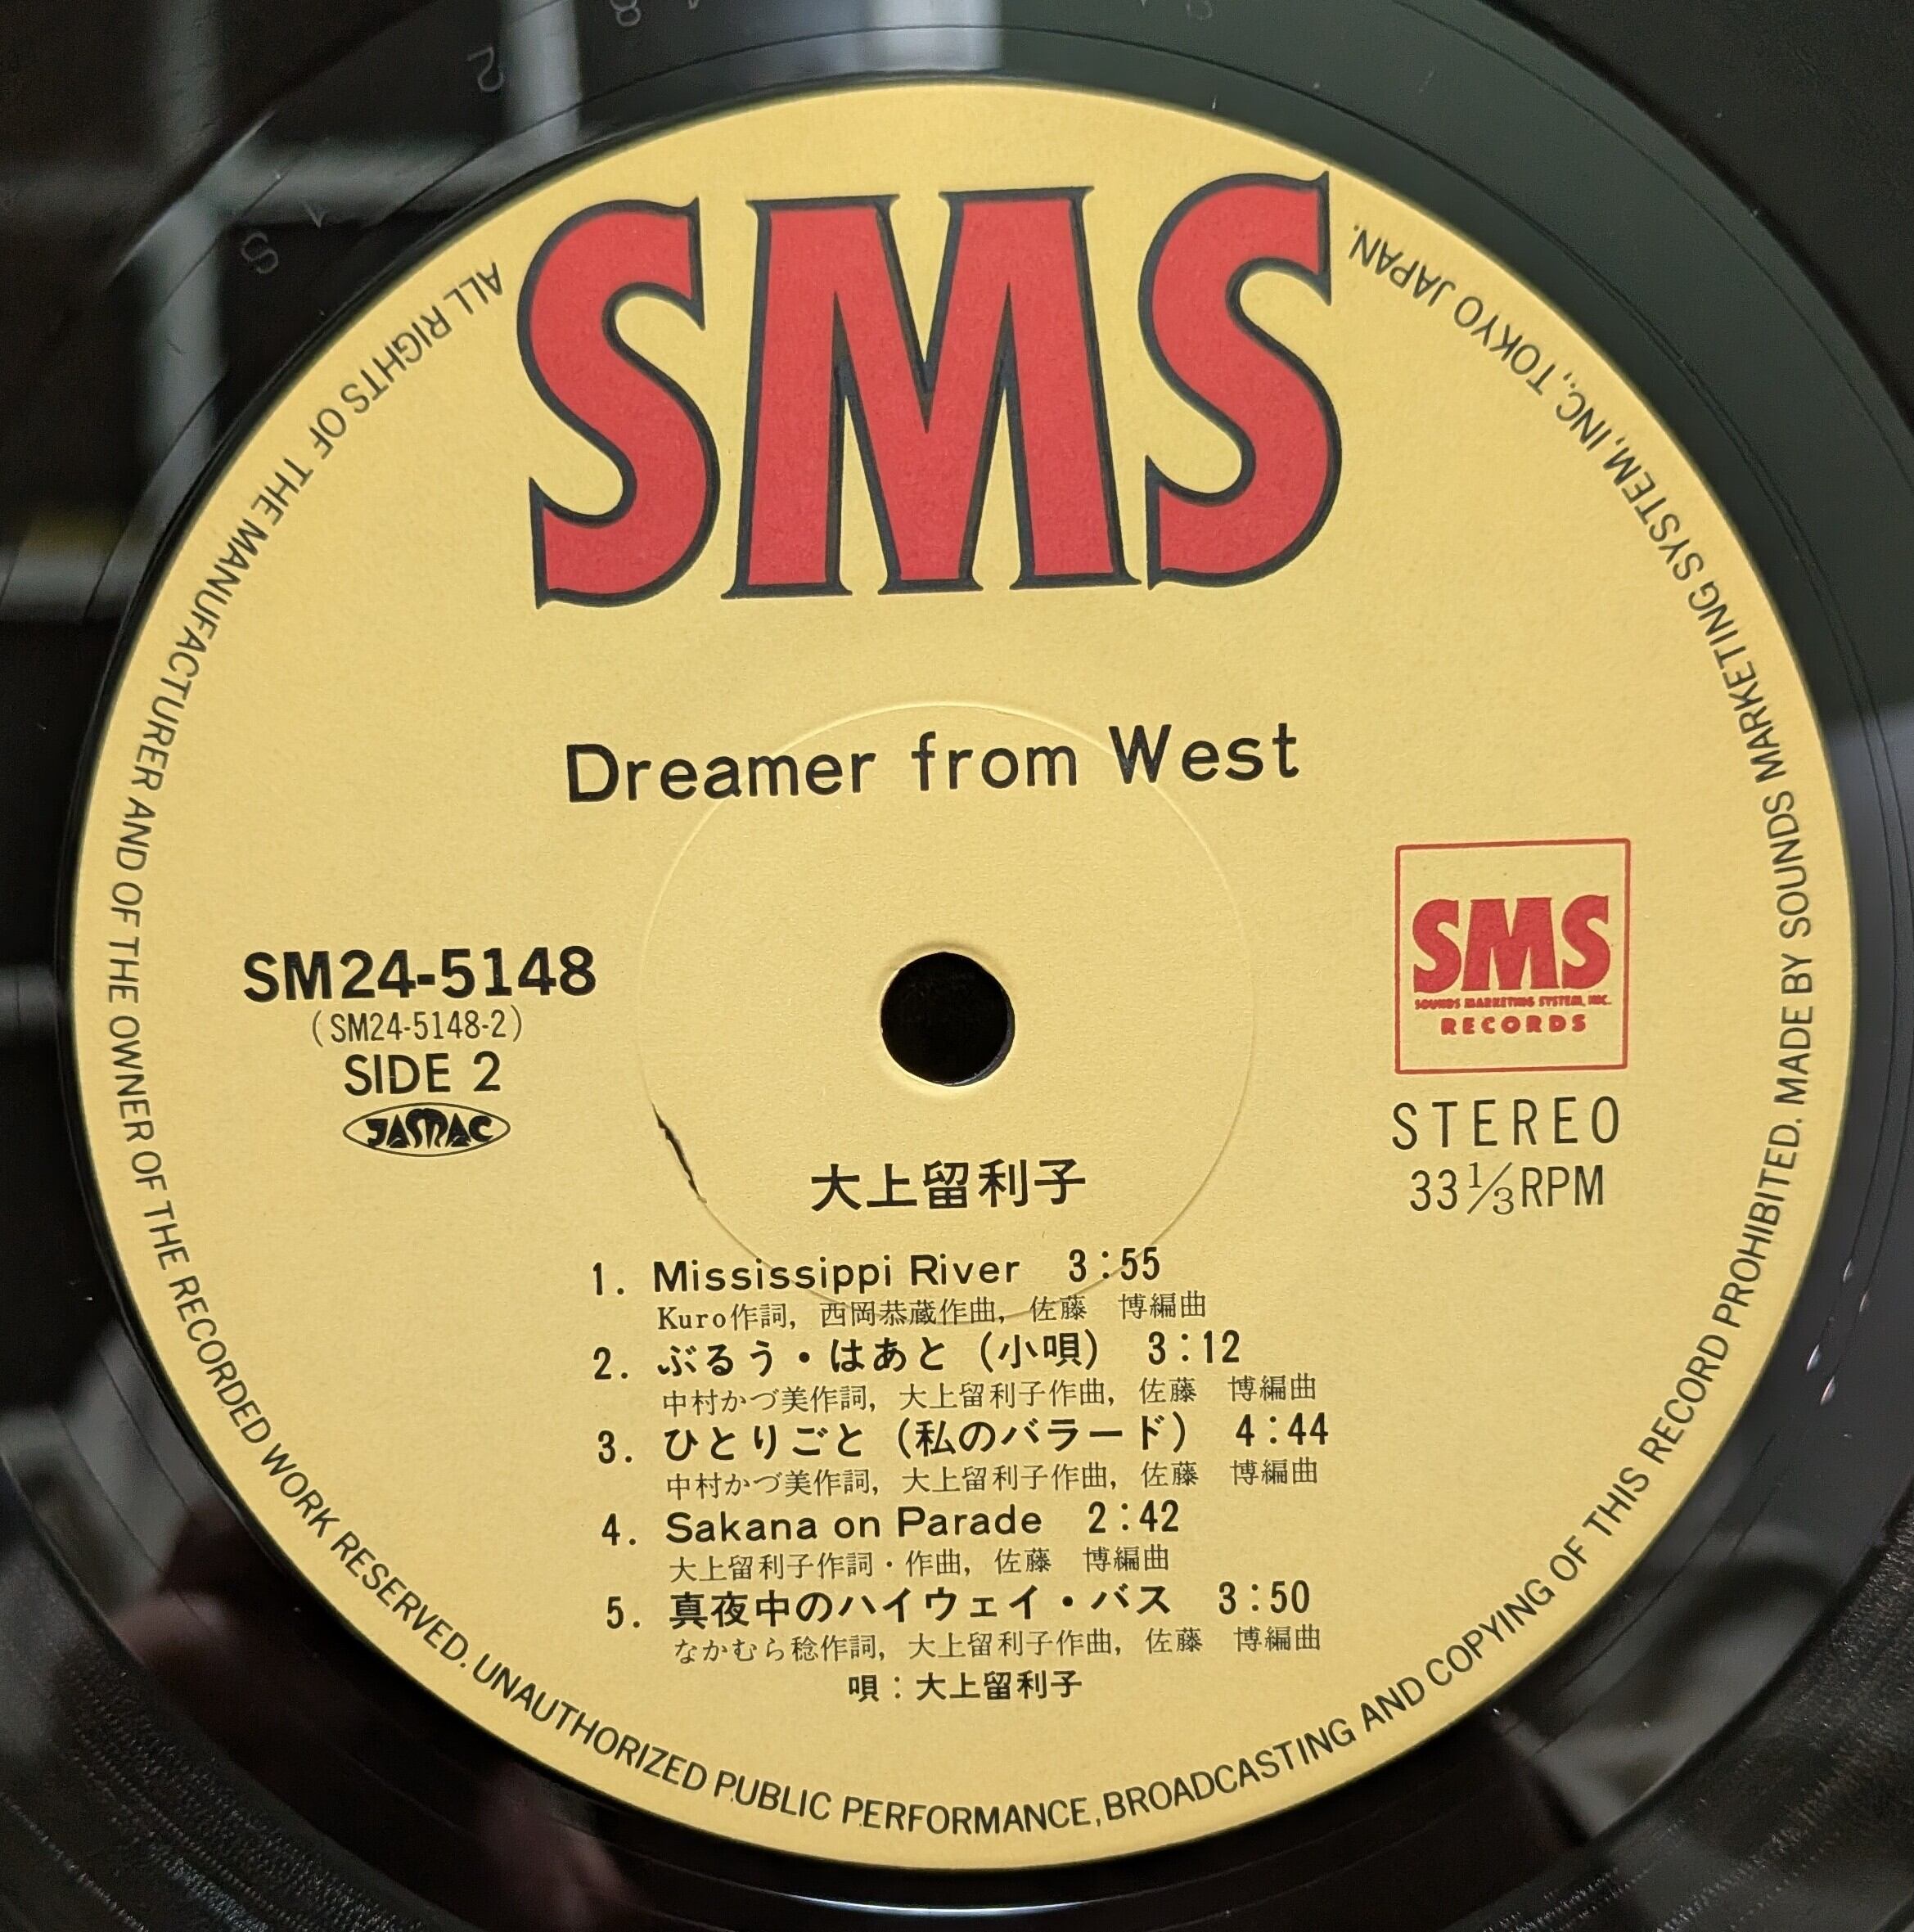 SMS
Dreamer from West
SM24-5148
(SM24-5148-2)
SIDE 2
JASRAC
SMS
SOUNDS MARKETING SYSTEM, INC.
RECORDS
STEREO
33 1/3 RPM
大上留利子
1. Mississippi River 3:55
Kuro作詞, 西岡恭蔵作曲, 佐藤 博編曲
2. ぶるう・はあと (小唄) 3:12
中村かづ美作詞, 大上留利子作曲, 佐藤 博編曲
3. ひとりごと (私のバラード) 4:44
中村かづ美作詞, 大上留利子作曲, 佐藤 博編曲
4. Sakana on Parade 2:42
大上留利子作詞・作曲, 佐藤 博編曲
5. 真夜中のハイウェイ・バス 3:50
なかむら稔作詞, 大上留利子作曲, 佐藤 博編曲
唄:大上留利子
ALL RIGHTS OF THE MANUFACTURER AND OF THE OWNER OF THE RECORDED WORK RESERVED. UNAUTHORIZED PUBLIC PERFORMANCE, BROADCASTING AND COPYING OF THIS RECORD PROHIBITED. MADE BY SOUNDS MARKETING SYSTEM, INC., TOKYO JAPAN.